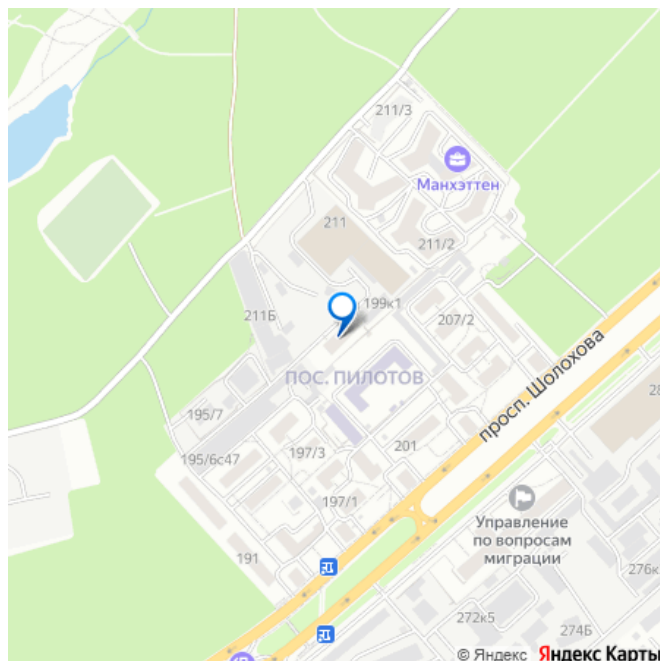 211/3
Манхэттен
211
211/2
199к1
207/2
211Б
ПОС. ПИЛОТОВ
просп. Шолохова
195/7
201
197/3
195/6с47
197/1
Управление
по вопросам
миграции
191
272к5
274Б
© Яндекс Яндекс Карты